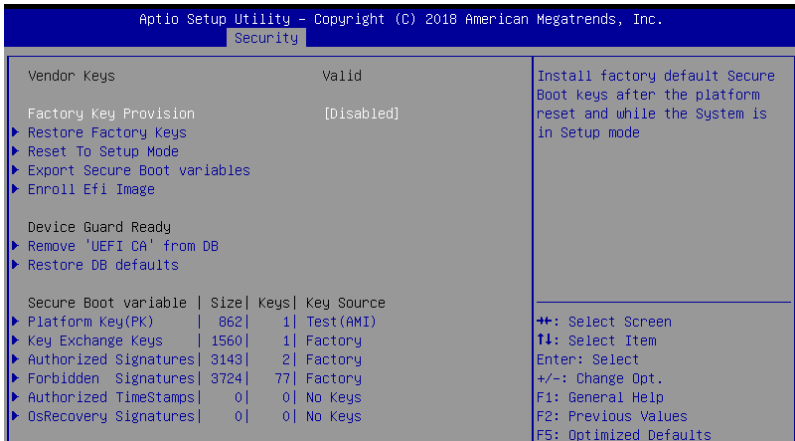 Aptio Setup Utility – Copyright (C) 2018 American Megatrends, Inc.
Security
Vendor Keys Valid
Factory Key Provision [Disabled]
Restore Factory Keys
Reset To Setup Mode
Export Secure Boot variables
Enroll Efi Image
Device Guard Ready
Remove 'UEFI CA' from DB
Restore DB defaults
Secure Boot variable | Size| Keys| Key Source
Platform Key(PK) | 862| 1| Test(AMI)
Key Exchange Keys | 1560| 1| Factory
Authorized Signatures| 3143| 2| Factory
Forbidden Signatures| 3724| 77| Factory
Authorized TimeStamps| 0| 0| No Keys
OsRecovery Signatures| 0| 0| No Keys
Install factory default Secure
Boot keys after the platform
reset and while the System is
in Setup mode
→←: Select Screen
↑↓: Select Item
Enter: Select
+/-: Change Opt.
F1: General Help
F2: Previous Values
F5: Optimized Defaults